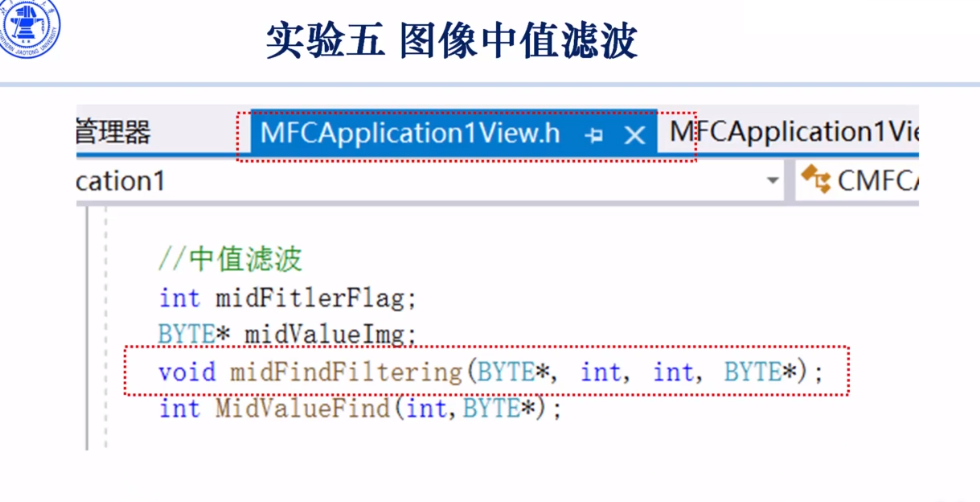 实验五 图像中值滤波
管理器 MFCApplication1View.h MFCApplication1Vie
cation1 CMFCA
//中值滤波
int midFitlerFlag;
BYTE* midValueImg;
void midFindFiltering(BYTE*, int, int, BYTE*);
int MidValueFind(int,BYTE*);